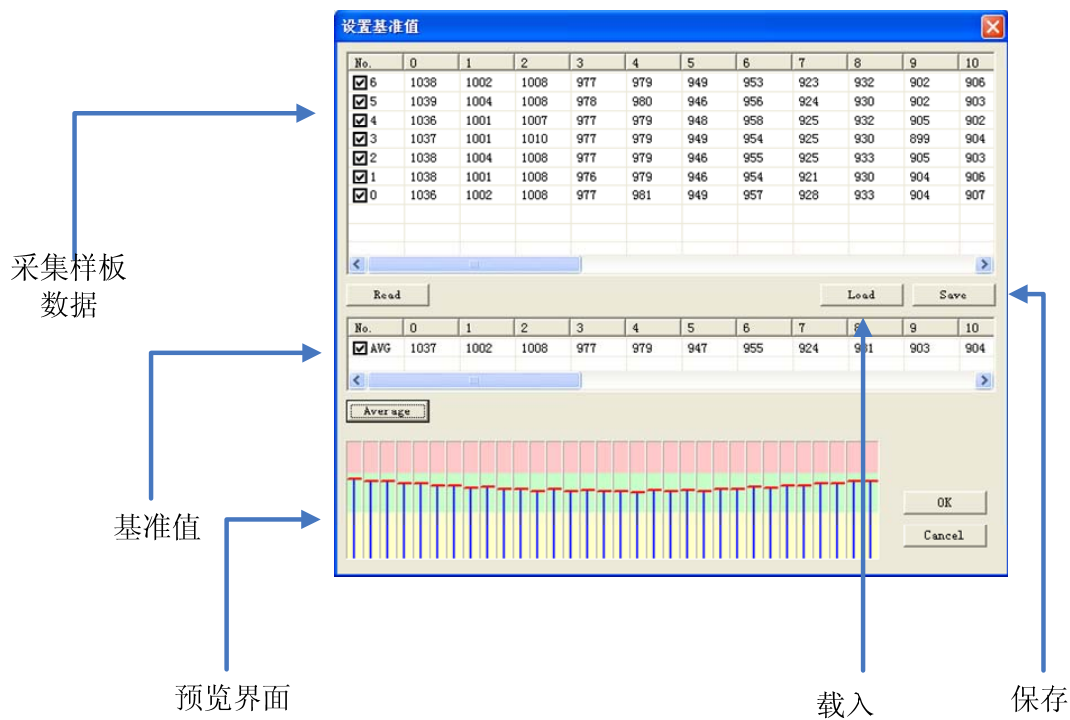 设置基准值
No. 0 1 2 3 4 5 6 7 8 9 10
6 1038 1002 1008 977 979 949 953 923 932 902 906
5 1039 1004 1008 978 980 946 956 924 930 902 903
4 1036 1001 1007 977 979 948 958 925 932 905 902
3 1037 1001 1010 977 979 949 954 925 930 899 904
2 1038 1004 1008 977 979 946 955 925 933 905 903
1 1038 1001 1008 976 979 946 954 921 930 904 906
0 1036 1002 1008 977 981 949 957 928 933 904 907
采集样板
数据
Read Load Save
No. 0 1 2 3 4 5 6 7 8 9 10
AVG 1037 1002 1008 977 979 947 955 924 931 903 904
Average
基准值
OK
Cancel
预览界面
载入
保存